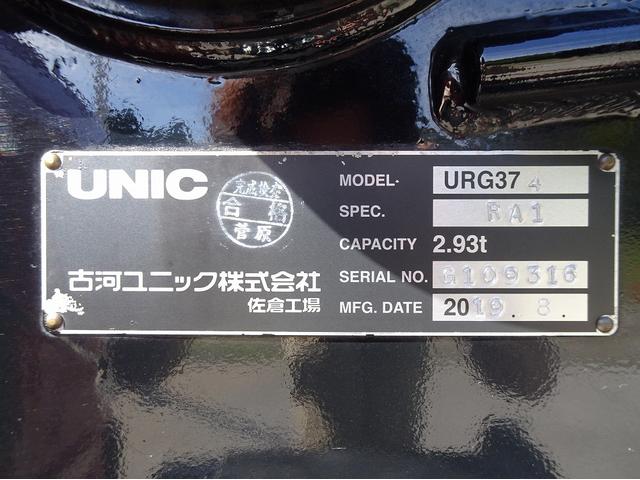 UNIC
完成検査
合格
菅原
古河ユニック株式会社
佐倉工場
MODEL· URG37 4
SPEC. RA1
CAPACITY 2.93t
SERIAL NO. G109316
MFG. DATE 2019. 8.